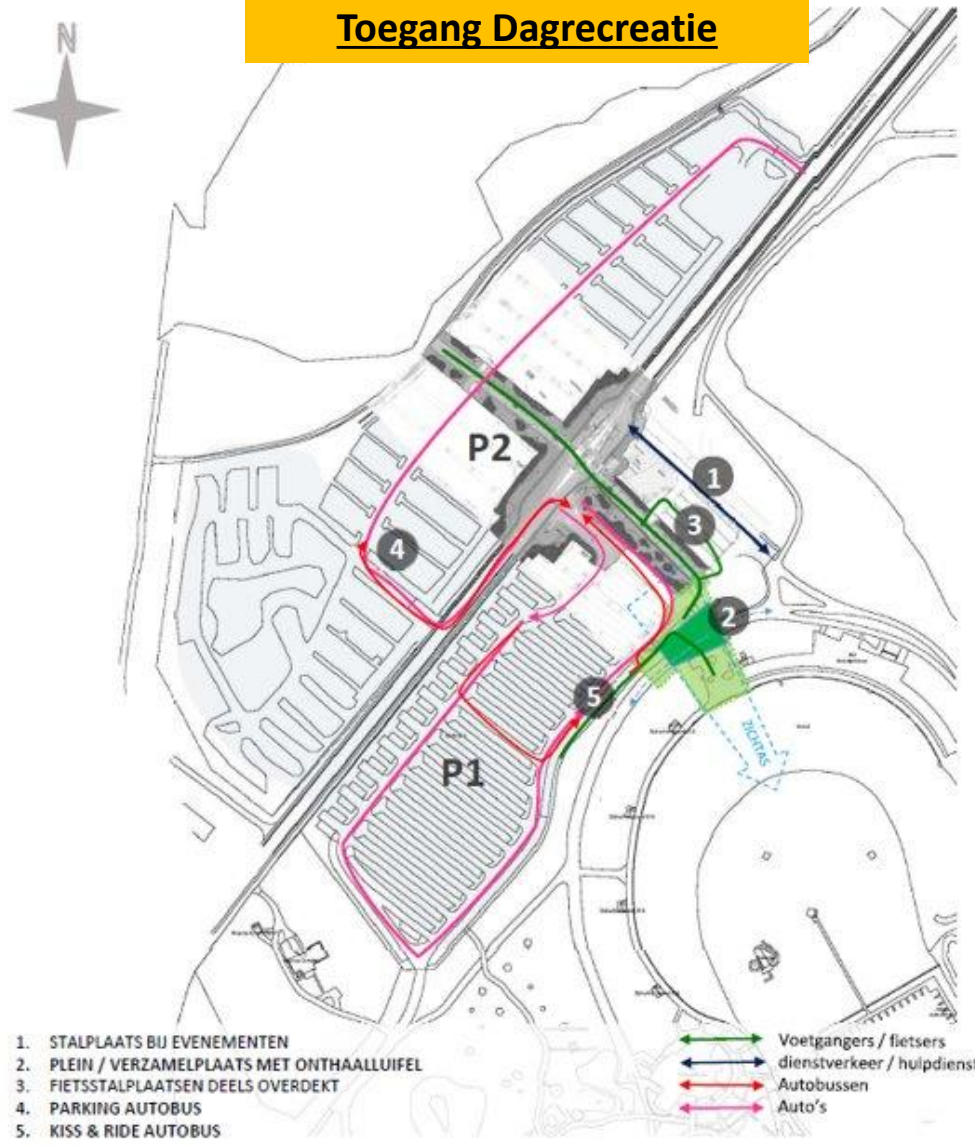 Toegang Dagrecreatie
N
P2
1
3
4
2
5
ZICHTAS
P1
1. STALPLAATS BIJ EVENEMENTEN
2. PLEIN / VERZAMELPLAATS MET ONTHAALLUIFEL
3. FIETSSTALPLAATSEN DEELS OVERDEKT
4. PARKING AUTOBUS
5. KISS & RIDE AUTOBUS
Voetgangers / fietsers
dienstverkeer / hulpdienst
Autobussen
Auto's